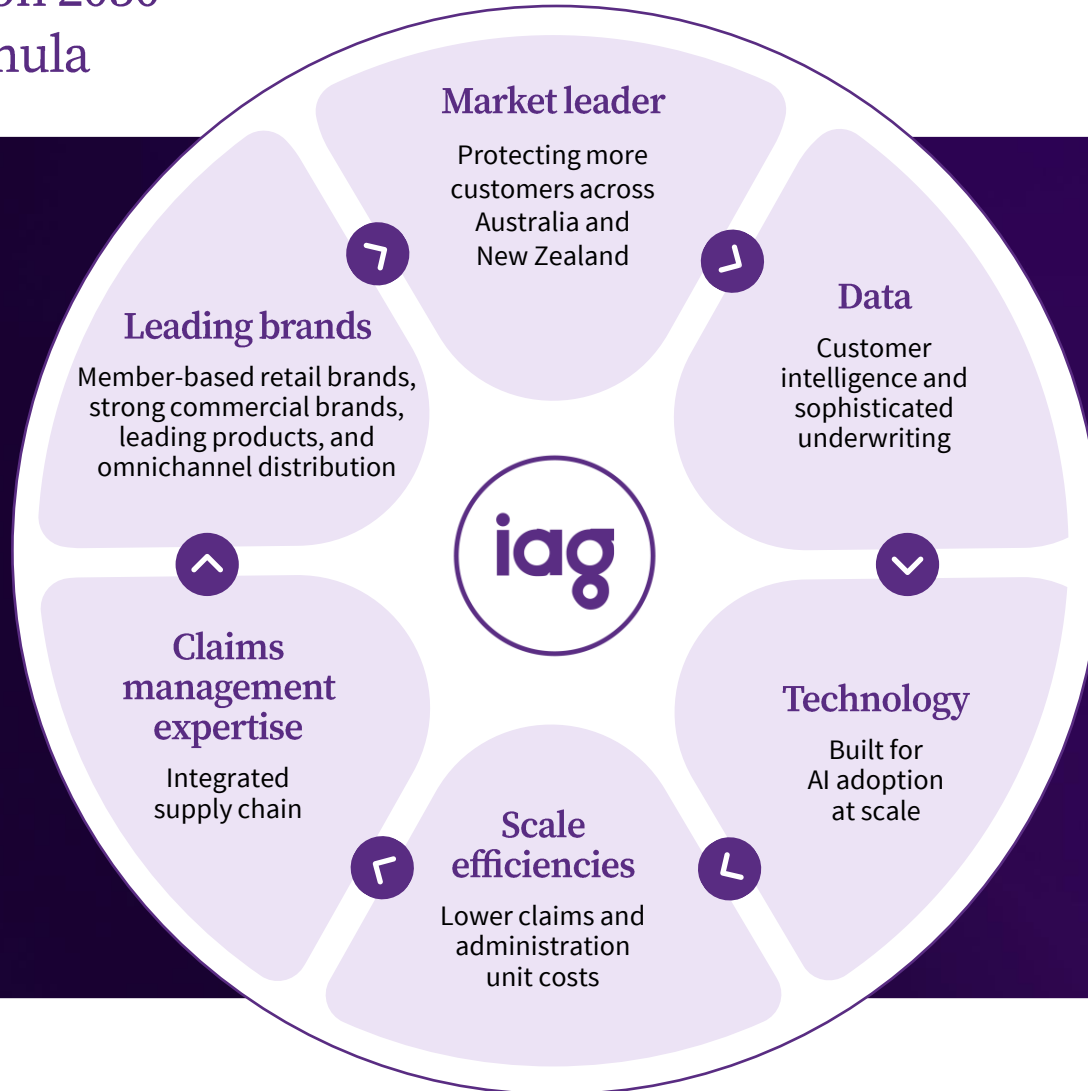 2030
Market leader
Protecting more
customers across
Australia and
New Zealand
Data
Customer
intelligence and
sophisticated
underwriting
Technology
Built for
AI adoption
at scale
Scale
efficiencies
Lower claims and
administration
unit costs
Claims
management
expertise
Integrated
supply chain
Leading brands
Member-based retail brands,
strong commercial brands,
leading products, and
omnichannel distribution
iag